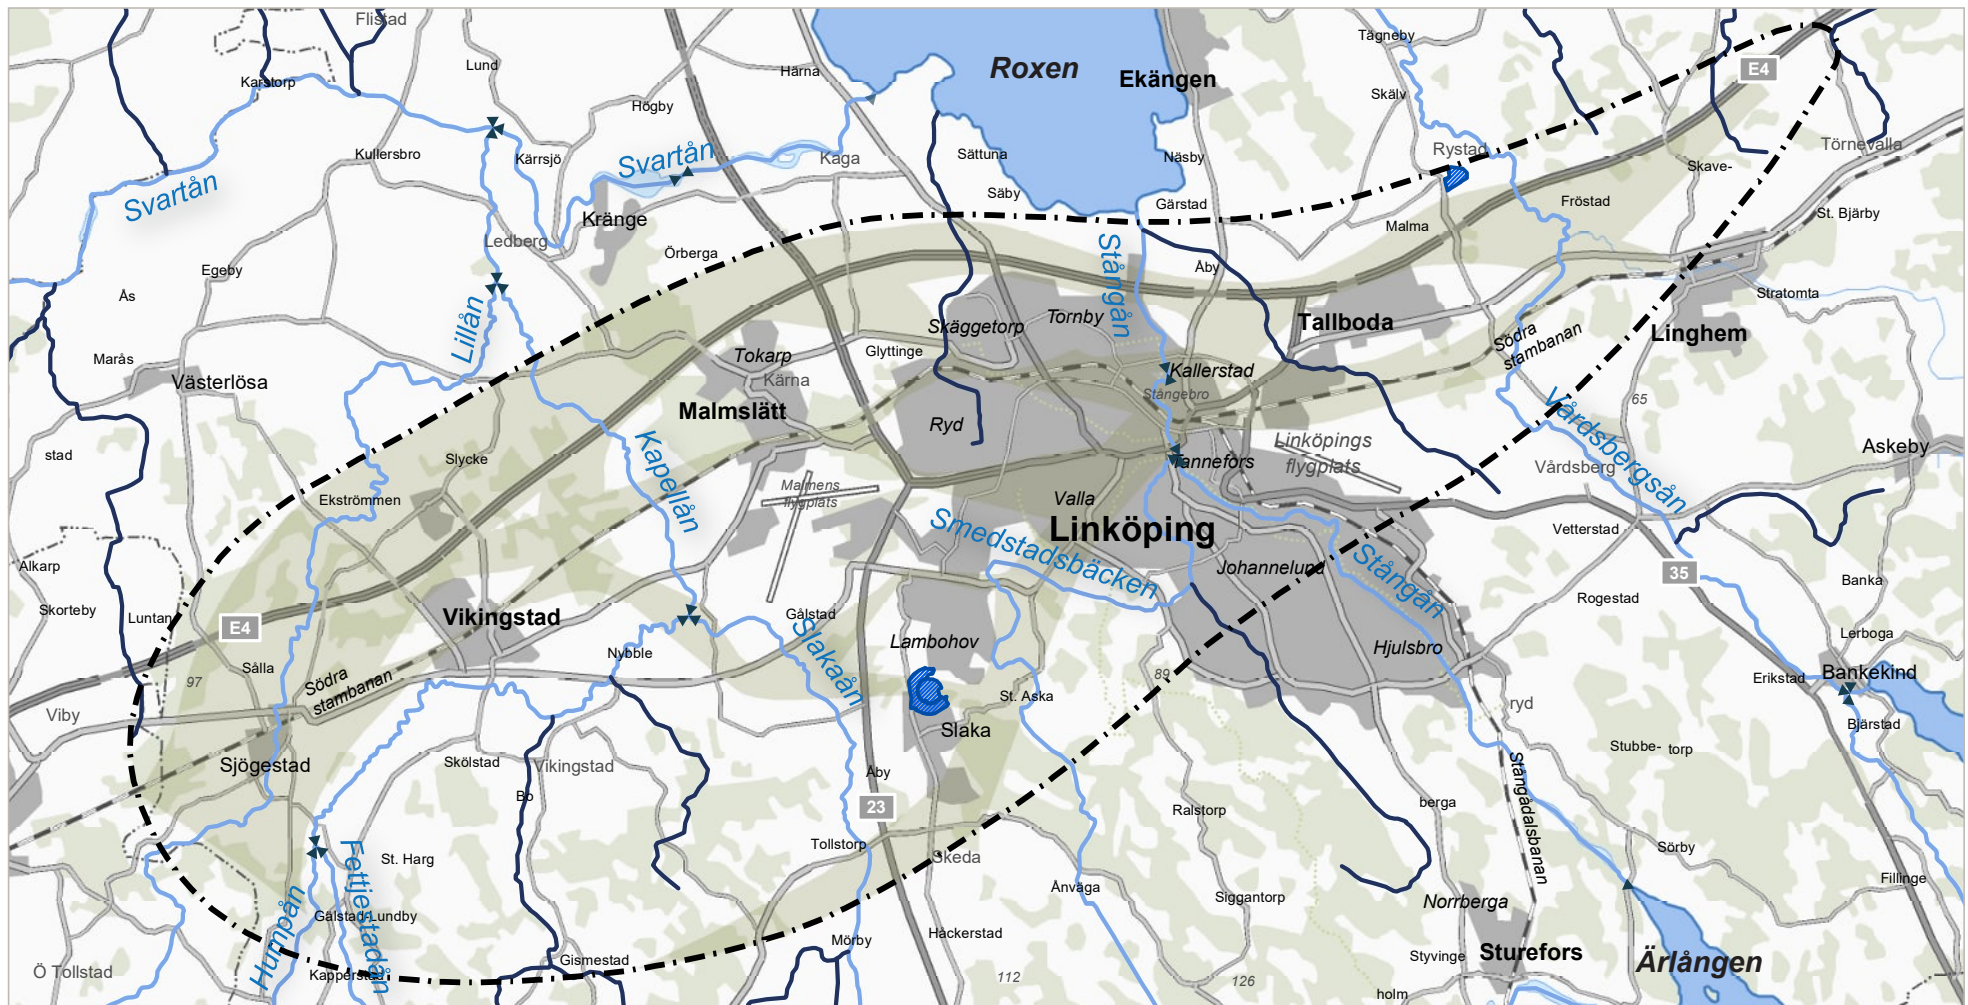 Flistad
Tägneby
Roxen
Ekängen
Lund
Härna
E4
Karstorp
Högby
Skälv
Kullersbro
Kärrsjö
Svartån
Kaga
Sättuna
Näsby
Rystad
Törnevalla
Skave-
Svartån
Säby
Gärstad
Fröstad
St. Bjärby
Kränge
Malma
Ledberg
Örberga
Stångån
Åby
Egeby
Ås
Stratomta
Lillån
Skäggetorp
Tornby
Tallboda
Södra
stambanan
Linghem
Marås
Västerlösa
Tokarp
Glyttinge
Kärna
Kallerstad
Stångebro
65
Malmslätt
Ryd
Vårdsbergsån
stad
Slycke
Kapellån
Linköpings
flygplats
Askeby
Tannefors
Vårdsberg
Ekströmmen
Malmens
flygplats
Valla
Linköping
Smedstadsbäcken
Vetterstad
Alkarp
Johannelund
Stångån
35
Banka
Skorteby
Luntan
E4
Vikingstad
Gålstad
Slakaån
Rogestad
Lambohov
Hjulsbro
Lerboga
Nybble
Sålla
97
Södra
stambanan
89
Erikstad
Bankekind
St. Aska
ryd
Viby
Slaka
Bjärstad
Stubbe-
torp
Sjögestad
Skölstad
Vikingstad
Åby
Stångådalsbanan
Bo
23
Ralstorp
berga
Tollstorp
Sörby
St. Harg
Skeda
Fettjestadån
Humpån
Ånväga
Siggantorp
Fillinge
Norrberga
Gälstad-Lundby
Mörby
Hackerstad
Sturefors
Styvinge
Ärlången
Ö Tollstad
Gismestad
112
126
holm